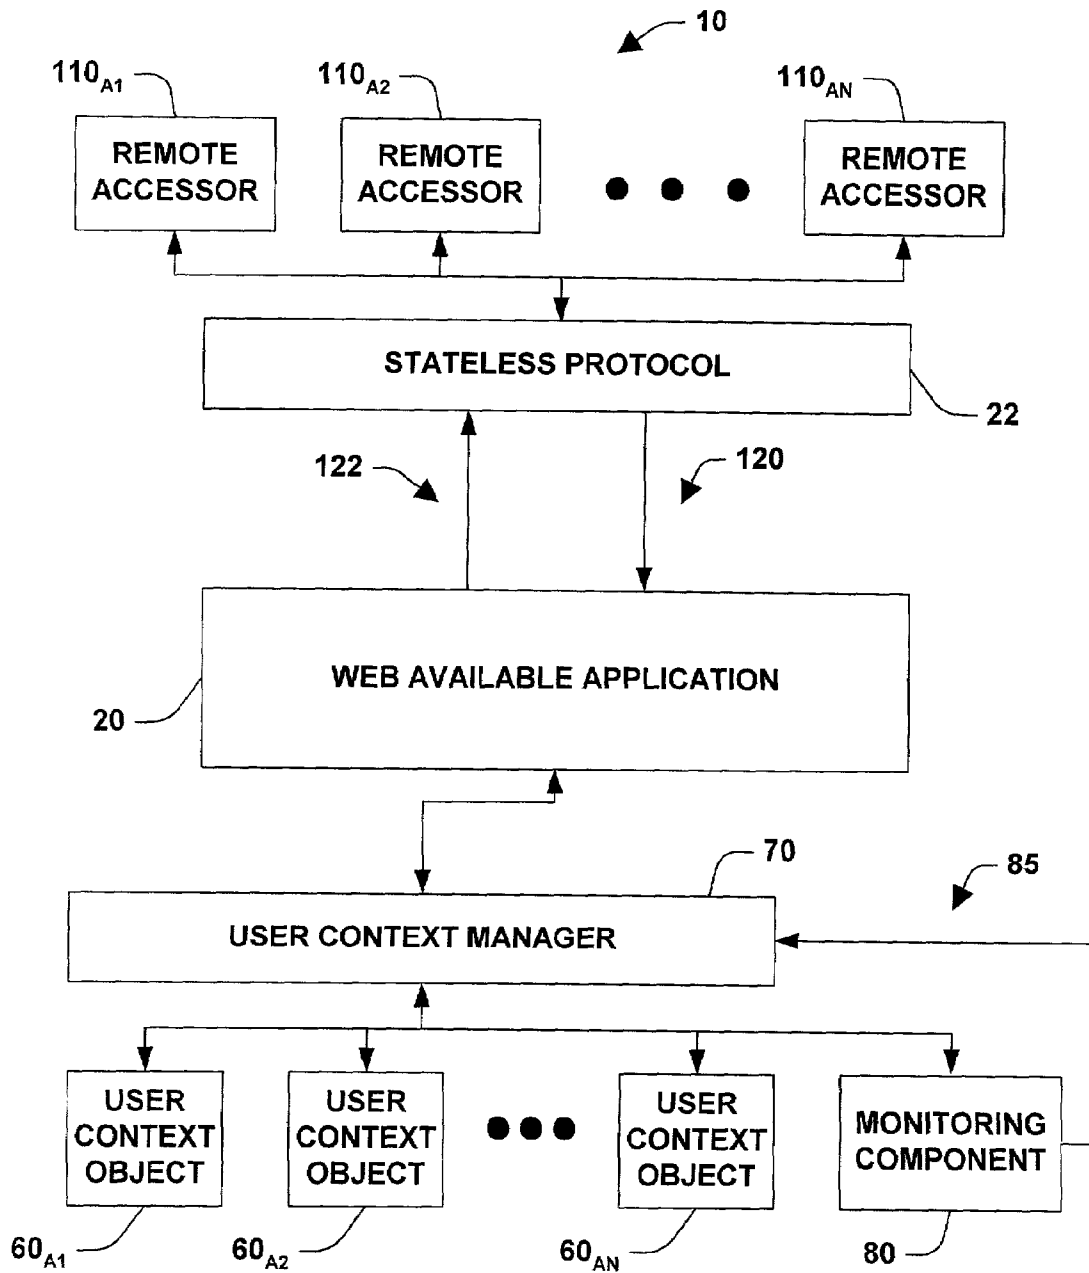 10
110A1
110A2
110AN
REMOTE
ACCESSOR
REMOTE
ACCESSOR
REMOTE
ACCESSOR
STATELESS PROTOCOL
22
122
120
WEB AVAILABLE APPLICATION
20
70
85
USER CONTEXT MANAGER
USER
CONTEXT
OBJECT
USER
CONTEXT
OBJECT
USER
CONTEXT
OBJECT
MONITORING
COMPONENT
60A1
60A2
60AN
80